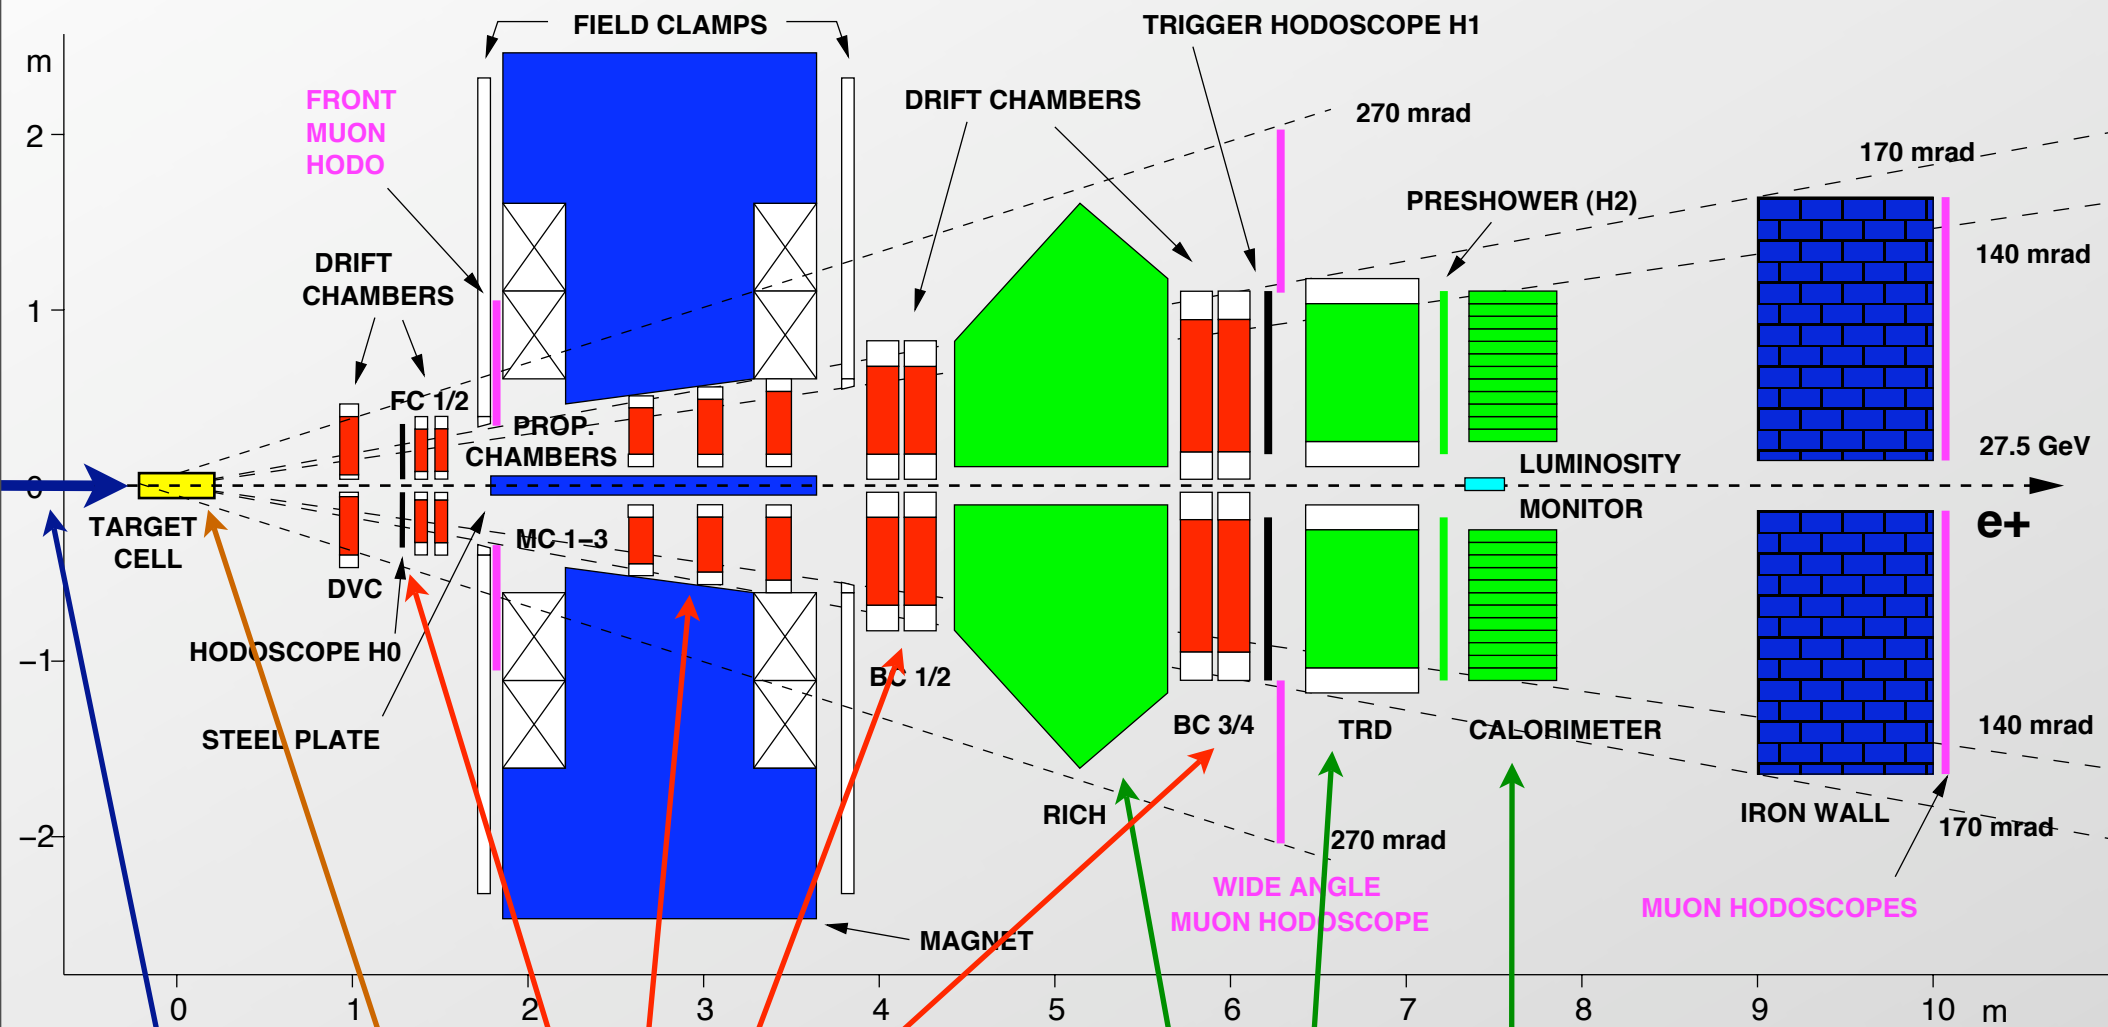 FIELD CLAMPS
TRIGGER HODOSCOPE H1
m
FRONT
MUON
HODO
DRIFT CHAMBERS
270 mrad
2
170 mrad
PRESHOWER (H2)
DRIFT
CHAMBERS
140 mrad
1
FC 1/2
PROP.
CHAMBERS
27.5 GeV
LUMINOSITY
0
MONITOR
e+
TARGET
CELL
MC 1–3
DVC
HODOSCOPE H0
−1
BC 1/2
STEEL PLATE
BC 3/4
TRD
CALORIMETER
140 mrad
RICH
IRON WALL
170 mrad
−2
270 mrad
WIDE ANGLE
MUON HODOSCOPE
MUON HODOSCOPES
MAGNET
0 1 2 3 4 5 6 7 8 9 10 m